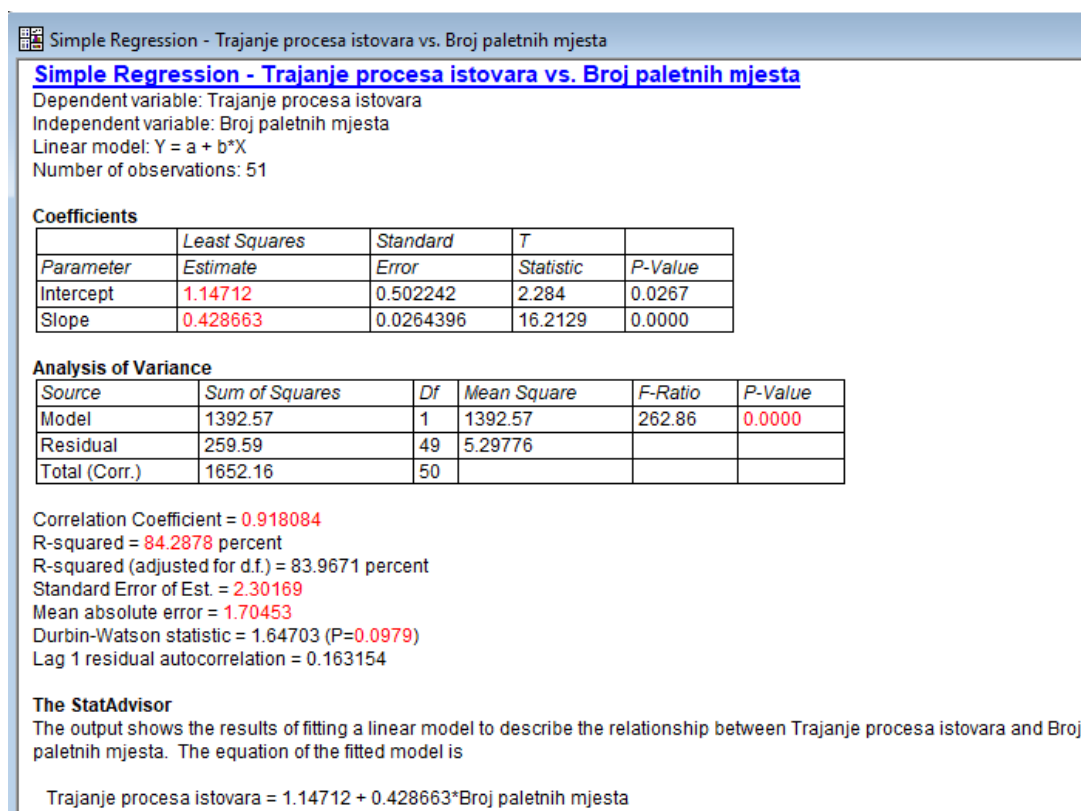 Simple Regression - Trajanje procesa istovara vs. Broj paletnih mjesta
Simple Regression - Trajanje procesa istovara vs. Broj paletnih mjesta
Dependent variable: Trajanje procesa istovara
Independent variable: Broj paletnih mjesta
Linear model: Y = a + b*X
Number of observations: 51
Coefficients
Least Squares Standard T
Parameter Estimate Error Statistic P-Value
Intercept 1.14712 0.502242 2.284 0.0267
Slope 0.428663 0.0264396 16.2129 0.0000
Analysis of Variance
Source Sum of Squares Df Mean Square F-Ratio P-Value
Model 1392.57 1 1392.57 262.86 0.0000
Residual 259.59 49 5.29776
Total (Corr.) 1652.16 50
Correlation Coefficient = 0.918084
R-squared = 84.2878 percent
R-squared (adjusted for d.f.) = 83.9671 percent
Standard Error of Est. = 2.30169
Mean absolute error = 1.70453
Durbin-Watson statistic = 1.64703 (P=0.0979)
Lag 1 residual autocorrelation = 0.163154
The StatAdvisor
The output shows the results of fitting a linear model to describe the relationship between Trajanje procesa istovara and Broj
paletnih mjesta.  The equation of the fitted model is
Trajanje procesa istovara = 1.14712 + 0.428663*Broj paletnih mjesta